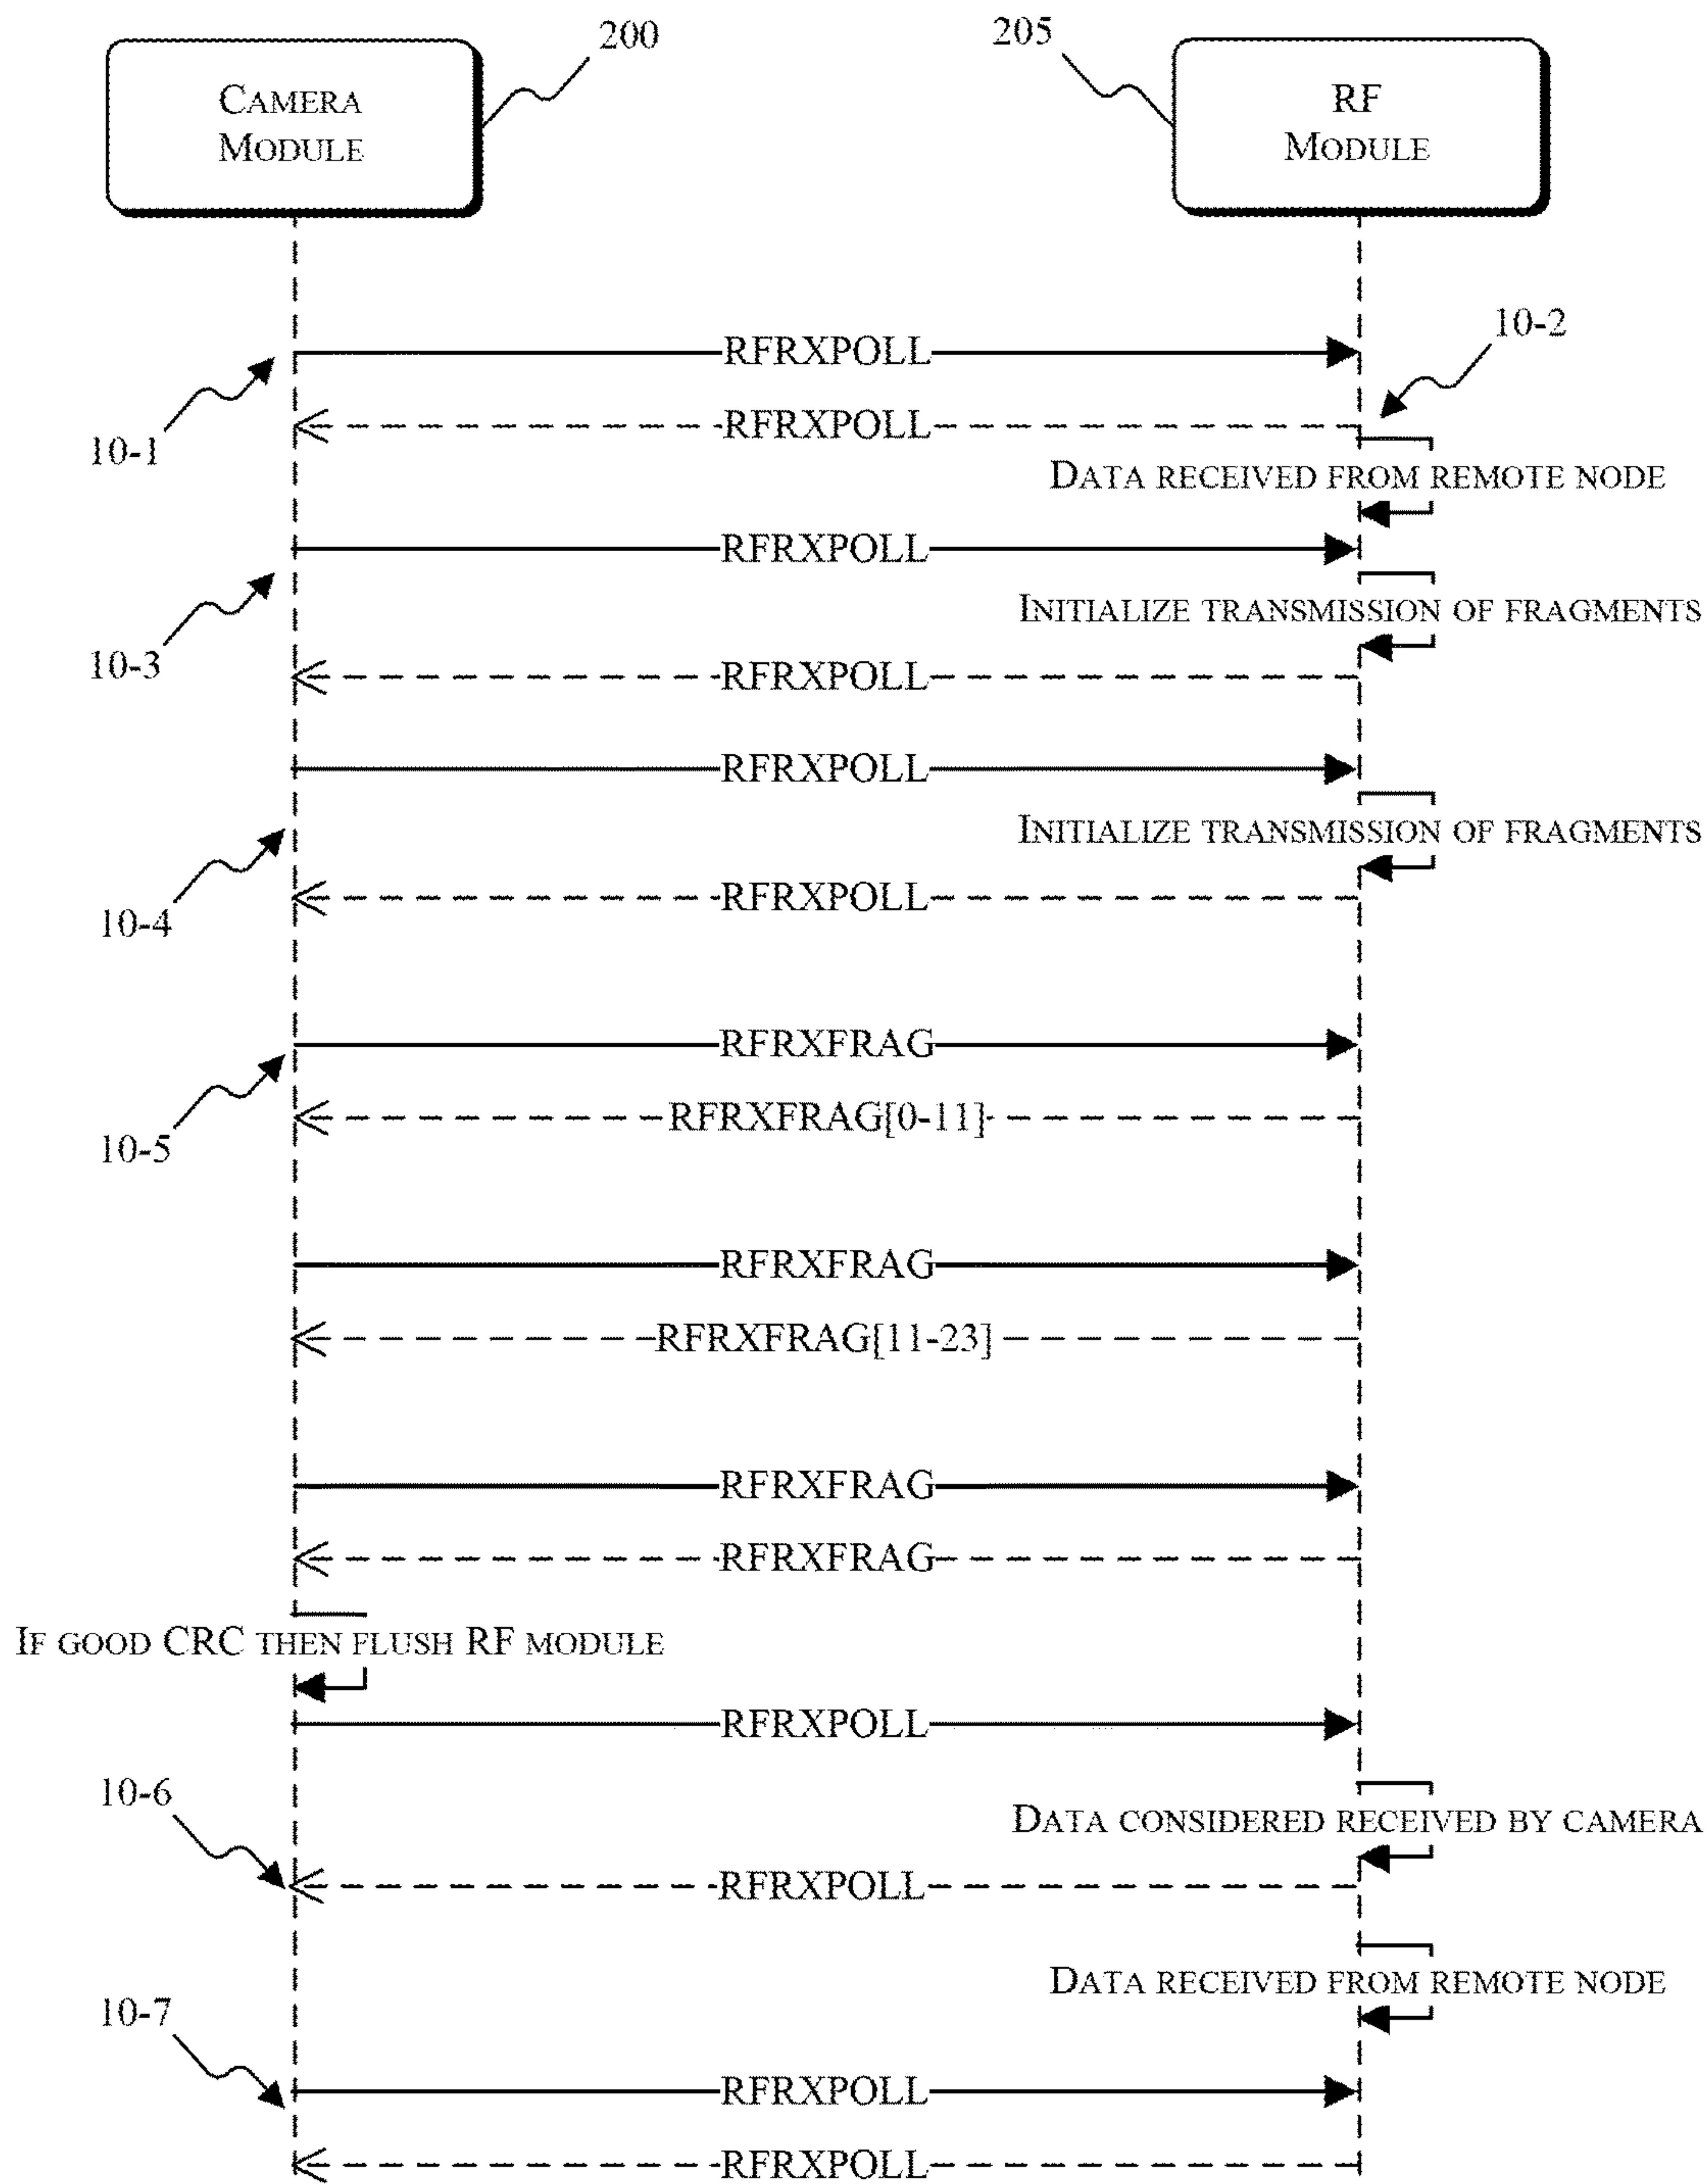 200
205
CAMERA
MODULE
RF
MODULE
10-1
10-2
RFRXPOLL
RFRXPOLL
DATA RECEIVED FROM REMOTE NODE
RFRXPOLL
10-3
INITIALIZE TRANSMISSION OF FRAGMENTS
RFRXPOLL
RFRXPOLL
INITIALIZE TRANSMISSION OF FRAGMENTS
10-4
RFRXPOLL
RFRXFRAG
10-5
RFRXFRAG[0-11]
RFRXFRAG
RFRXFRAG[11-23]
RFRXFRAG
RFRXFRAG
IF GOOD CRC THEN FLUSH RF MODULE
RFRXPOLL
10-6
DATA CONSIDERED RECEIVED BY CAMERA
RFRXPOLL
DATA RECEIVED FROM REMOTE NODE
10-7
RFRXPOLL
RFRXPOLL